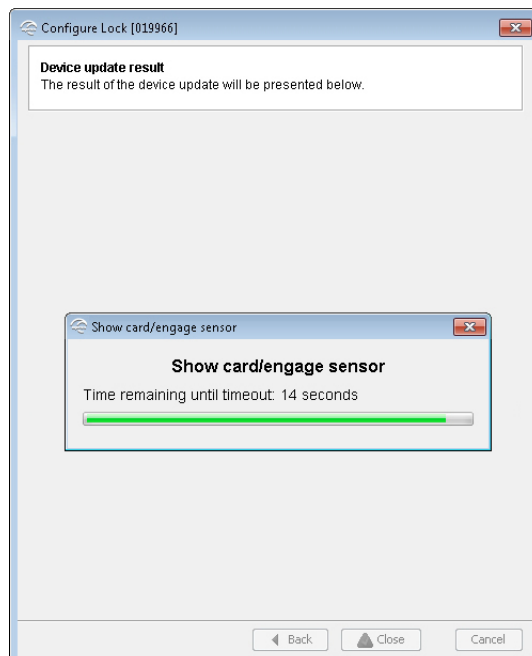 Configure Lock [019966]
Device update result
The result of the device update will be presented below.
Show card/engage sensor
Show card/engage sensor
Time remaining until timeout: 14 seconds
Back
Close
Cancel